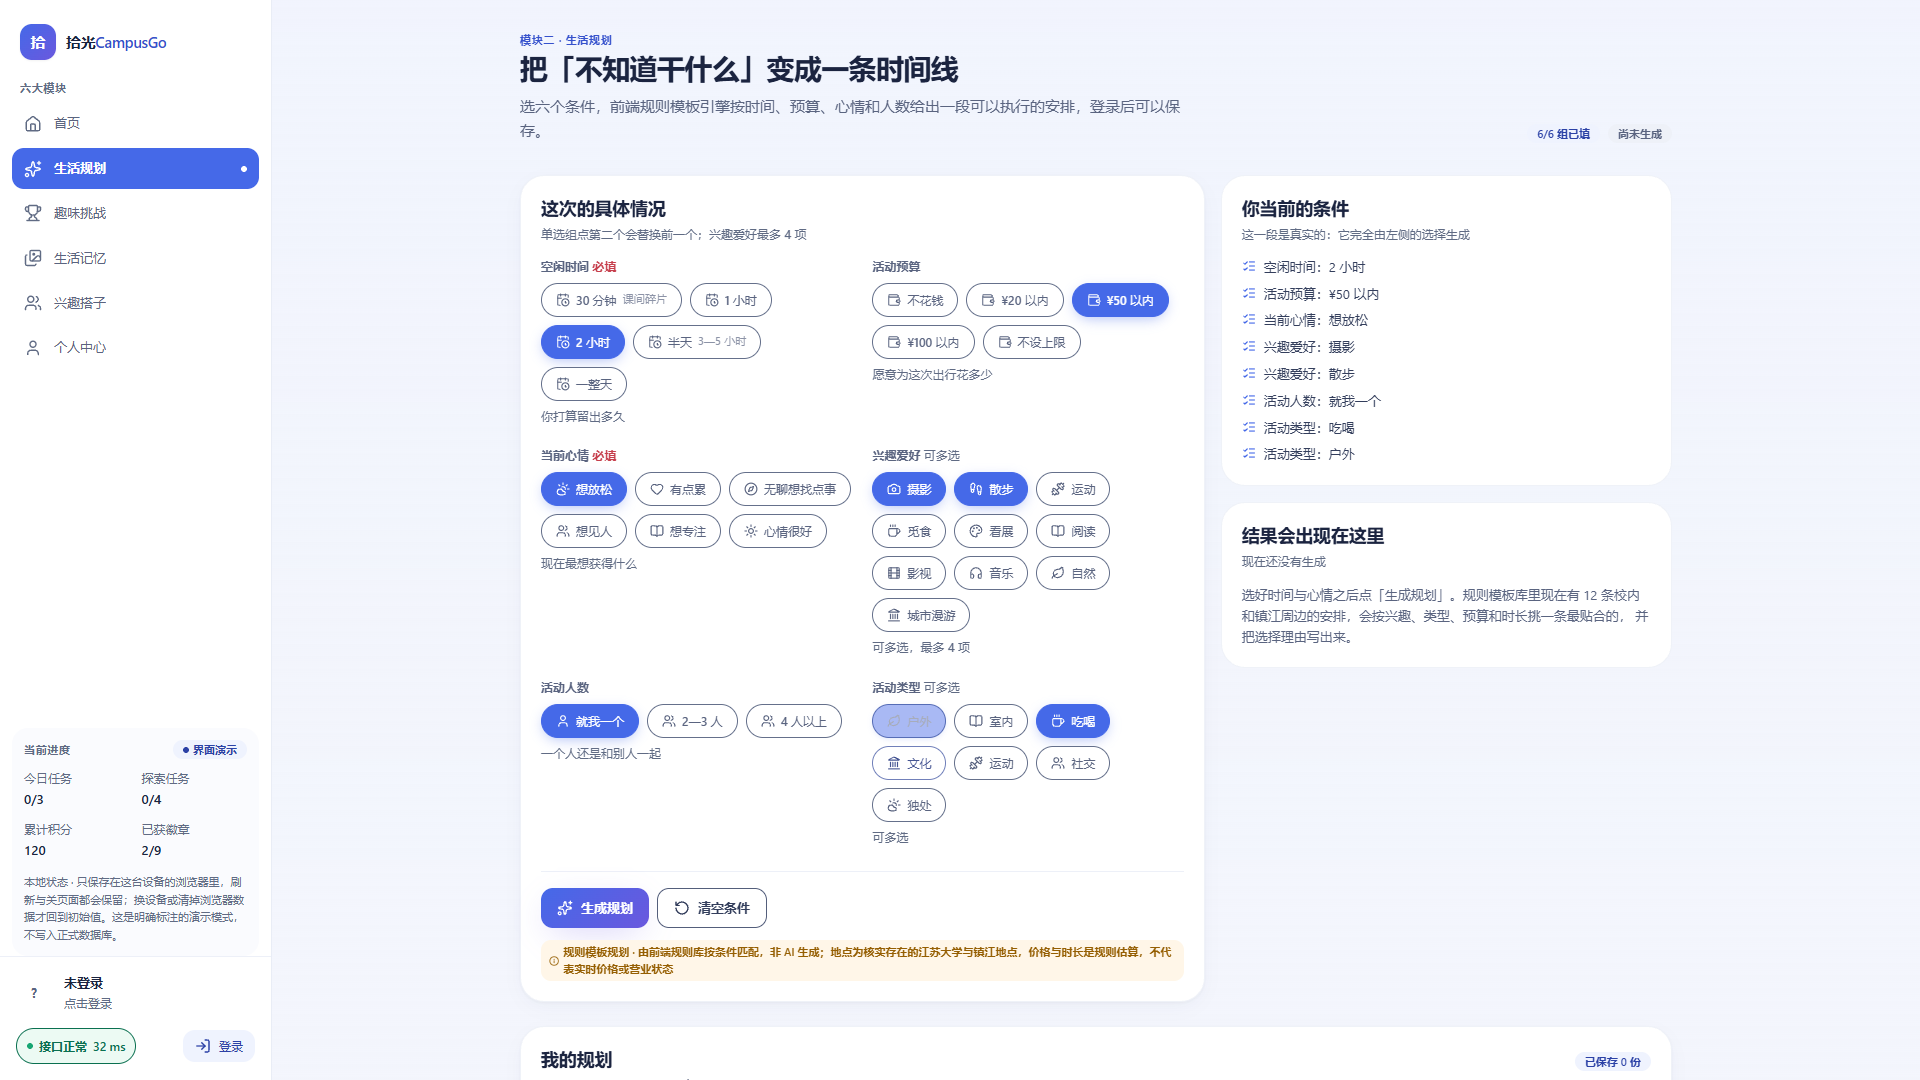 拾 拾光CampusGo
六大模块
首页
生活规划
趣味挑战
生活记忆
兴趣搭子
个人中心
当前进度 界面演示
今日任务 探索任务
0/3 0/4
累计积分 已获徽章
120 2/9
本地状态 · 只保存在这台设备的浏览器里，刷
新与关页面都会保留；换设备或清掉浏览器数
据才回到初始值。这是明确标注的演示模式，
不写入正式数据库。
? 未登录
点击登录
接口正常 32 ms 登录
模块二 · 生活规划
把「不知道干什么」变成一条时间线
选六个条件，前端规则模板引擎按时间、预算、心情和人数给出一段可以执行的安排，登录后可以保
存。
6/6 组已填 尚未生成
这次的具体情况
单选组点第二个会替换前一个；兴趣爱好最多 4 项
空闲时间 必填
30 分钟 课间碎片 1 小时
2 小时 半天 3—5 小时
一整天
你打算留出多久
活动预算
不花钱 ¥20 以内 ¥50 以内
¥100 以内 不设上限
愿意为这次出行花多少
当前心情 必填
想放松 有点累 无聊想找点事
想见人 想专注 心情很好
现在最想获得什么
兴趣爱好 可多选
摄影 散步 运动
觅食 看展 阅读
影视 音乐 自然
城市漫游
可多选，最多 4 项
活动人数
就我一个 2—3 人 4 人以上
一个人还是和别人一起
活动类型 可多选
户外 室内 吃喝
文化 运动 社交
独处
可多选
生成规划 清空条件
规则模板规划 · 由前端规则库按条件匹配，非 AI 生成；地点为核实存在的江苏大学与镇江地点，价格与时长是规则估算，不代
表实时价格或营业状态
你当前的条件
这一段是真实的：它完全由左侧的选择生成
空闲时间：2 小时
活动预算：¥50 以内
当前心情：想放松
兴趣爱好：摄影
兴趣爱好：散步
活动人数：就我一个
活动类型：吃喝
活动类型：户外
结果会出现在这里
现在还没有生成
选好时间与心情之后点「生成规划」。规则模板库里现在有 12 条校内
和镇江周边的安排，会按兴趣、类型、预算和时长挑一条最贴合的， 并
把选择理由写出来。
我的规划 已保存 0 份